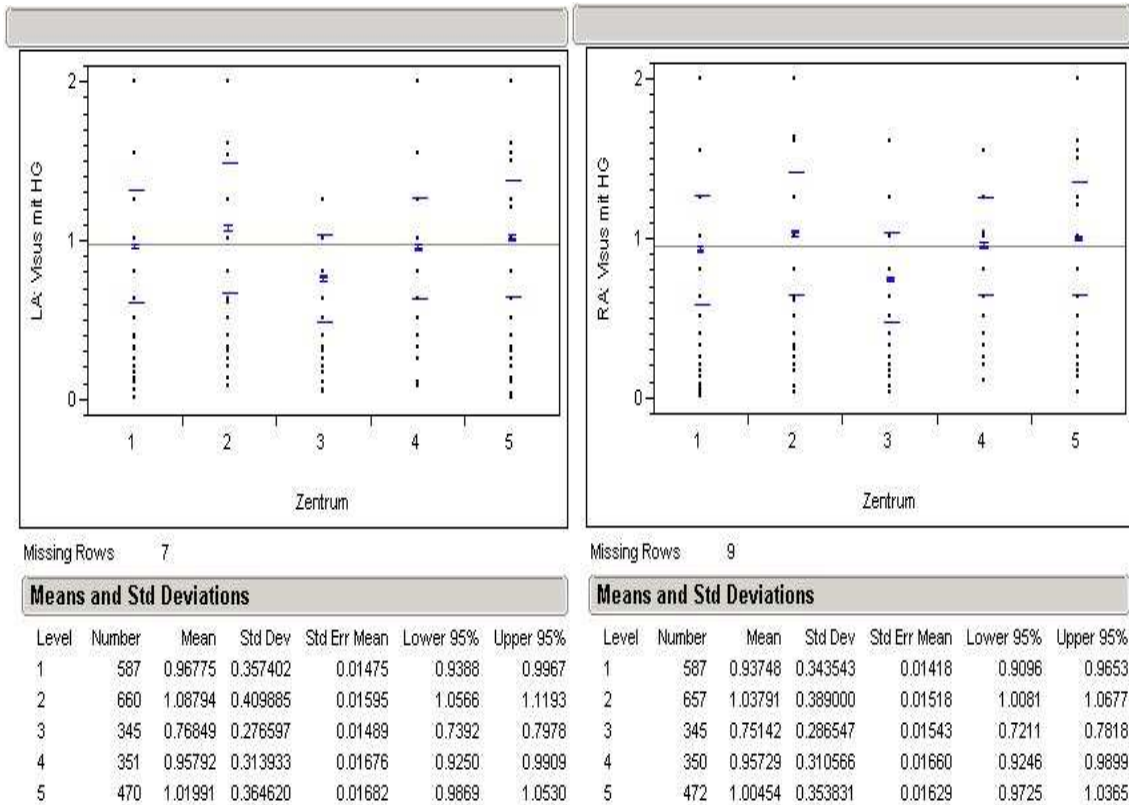 LA: Visus mit HG
2
1
0
1 2 3 4 5
Zentrum
Missing Rows 7
Means and Std Deviations
Level Number Mean Std Dev Std Err Mean Lower 95% Upper 95%
1 587 0.96775 0.357402 0.01475 0.9388 0.9967
2 660 1.08794 0.409885 0.01595 1.0566 1.1193
3 345 0.76849 0.276597 0.01489 0.7392 0.7978
4 351 0.95792 0.313933 0.01676 0.9250 0.9909
5 470 1.01991 0.364620 0.01682 0.9869 1.0530
RA: Visus mit HG
2
1
0
1 2 3 4 5
Zentrum
Missing Rows 9
Means and Std Deviations
Level Number Mean Std Dev Std Err Mean Lower 95% Upper 95%
1 587 0.93748 0.343543 0.01418 0.9096 0.9653
2 657 1.03791 0.389000 0.01518 1.0081 1.0677
3 345 0.75142 0.286547 0.01543 0.7211 0.7818
4 350 0.95729 0.310566 0.01660 0.9246 0.9899
5 472 1.00454 0.353831 0.01629 0.9725 1.0365